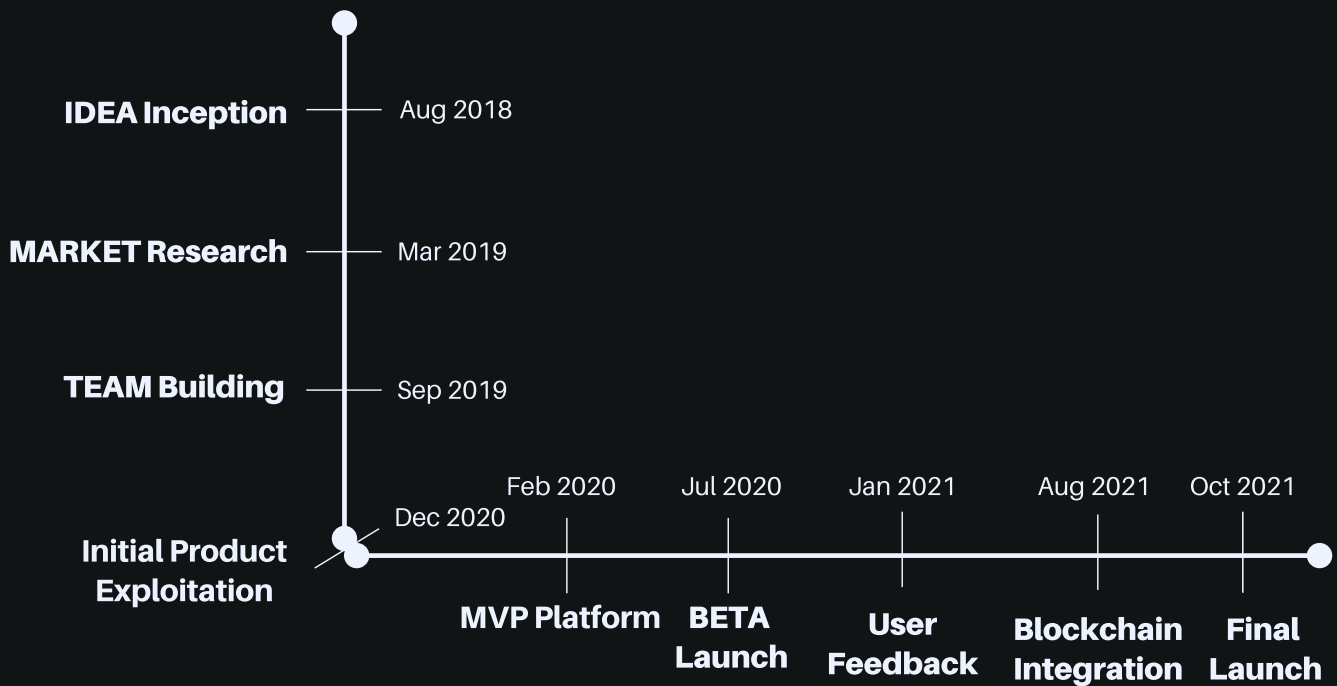 IDEA Inception
Aug 2018
MARKET Research
Mar 2019
TEAM Building
Sep 2019
Initial Product
Exploitation
Dec 2020
Feb 2020
MVP Platform
Jul 2020
BETA
Launch
Jan 2021
User
Feedback
Aug 2021
Blockchain
Integration
Oct 2021
Final
Launch